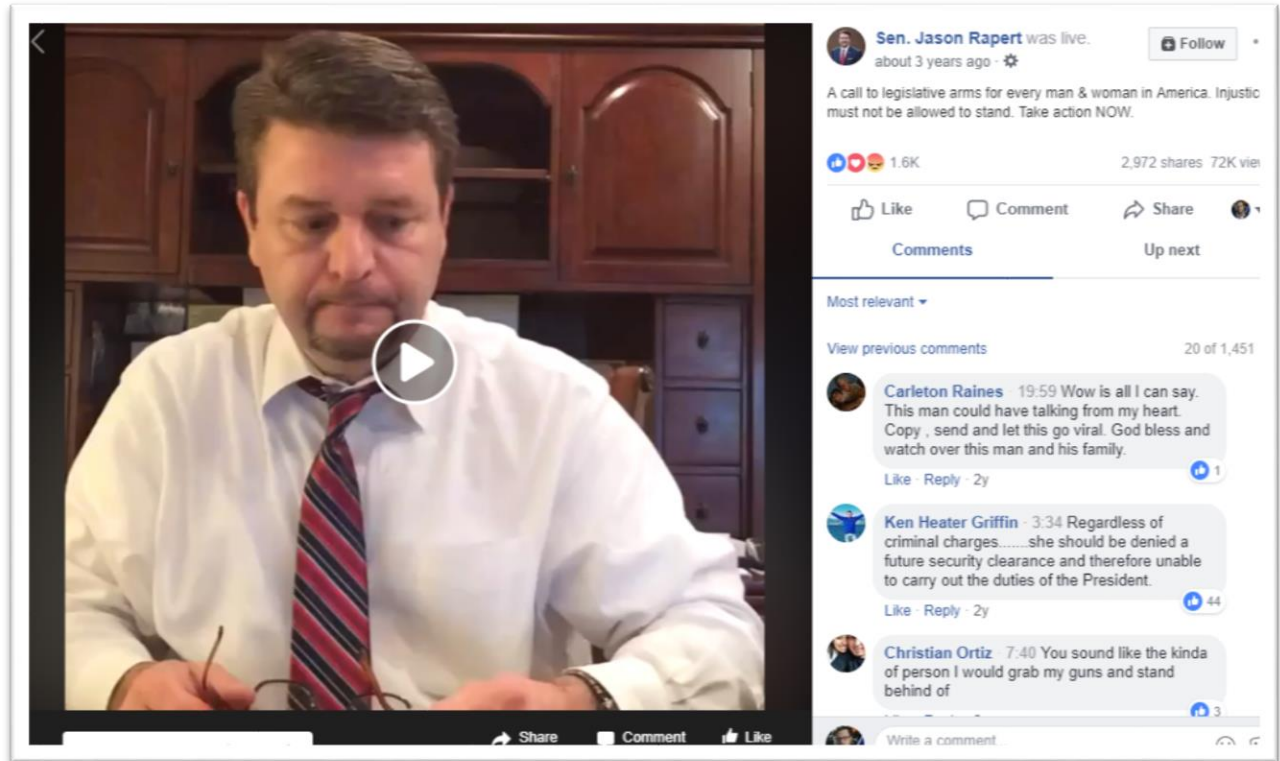 Sen. Jason Rapert was live.
Follow
about 3 years ago
A call to legislative arms for every man & woman in America. Injustic
must not be allowed to stand. Take action NOW.
1.6K
2,972 shares 72K vie
Like Comment Share
Comments Up next
Most relevant
View previous comments 20 of 1,451
Carleton Raines · 19:59 Wow is all I can say.
This man could have talking from my heart.
Copy , send and let this go viral. God bless and
watch over this man and his family.
1
Like · Reply · 2y
Ken Heater Griffin · 3:34 Regardless of
criminal charges.......she should be denied a
future security clearance and therefore unable
to carry out the duties of the President.
44
Like · Reply · 2y
Christian Ortiz · 7:40 You sound like the kinda
of person I would grab my guns and stand
behind of
3
Write a comment...
Share Comment Like